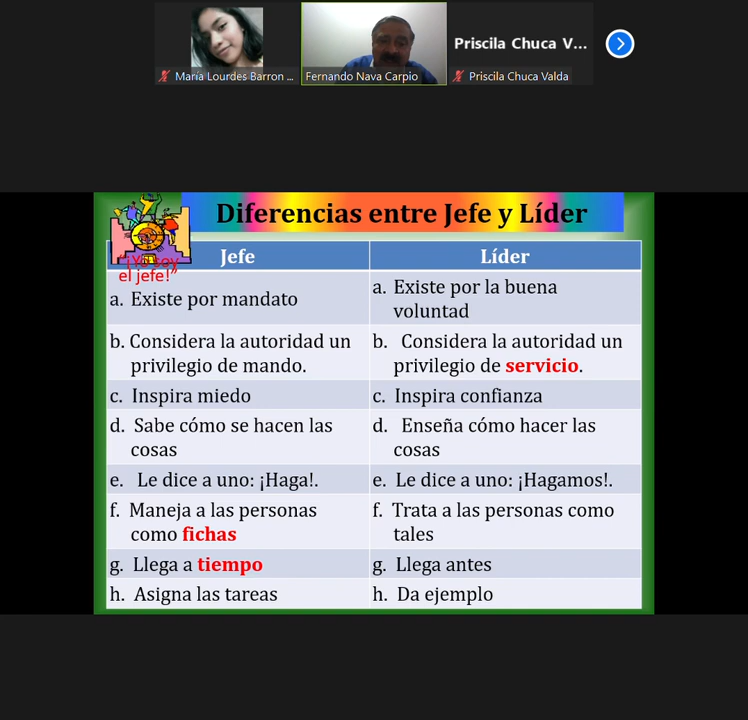 Priscila Chuca V...
María Lourdes Barron ...
Fernando Nava Carpio
Priscila Chuca Valda
Diferencias entre Jefe y Líder
"¡Yo soy
el jefe!"
Jefe
Líder
a. Existe por mandato
a. Existe por la buena
voluntad
b. Considera la autoridad un
privilegio de mando.
b. Considera la autoridad un
privilegio de servicio.
c. Inspira miedo
c. Inspira confianza
d. Sabe cómo se hacen las
cosas
d. Enseña cómo hacer las
cosas
e. Le dice a uno: ¡Haga!.
e. Le dice a uno: ¡Hagamos!.
f. Maneja a las personas
como fichas
f. Trata a las personas como
tales
g. Llega a tiempo
g. Llega antes
h. Asigna las tareas
h. Da ejemplo